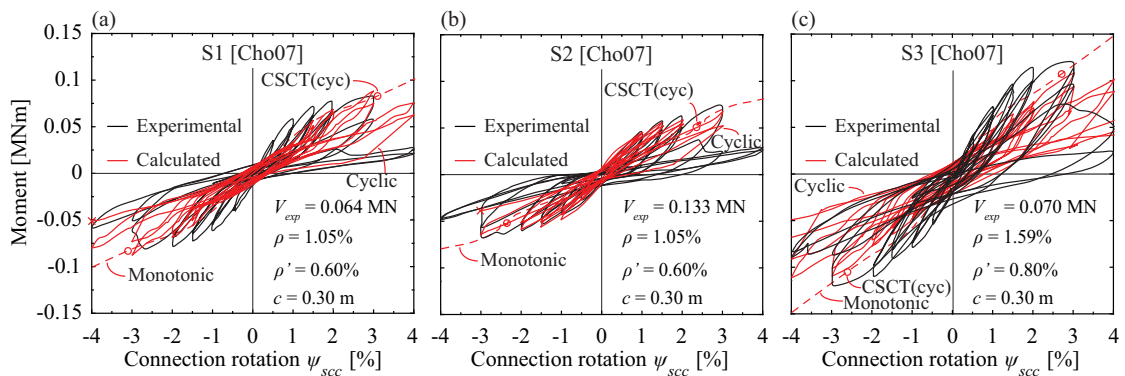 (a)
S1 [Cho07]
CSCT(cyc)
Experimental
Calculated
Cyclic
V_exp = 0.064 MN
ρ = 1.05%
ρ' = 0.60%
c = 0.30 m
Monotonic
Moment [MNm]
0.15
0.1
0.05
0
-0.05
-0.1
-0.15
-4 -3 -2 -1 0 1 2 3 4
Connection rotation ψ_scc [%]
(b)
S2 [Cho07]
CSCT(cyc)
Experimental
Calculated
Cyclic
V_exp = 0.133 MN
ρ = 1.05%
ρ' = 0.60%
c = 0.30 m
Monotonic
-4 -3 -2 -1 0 1 2 3 4
Connection rotation ψ_scc [%]
(c)
S3 [Cho07]
Experimental
Calculated
Cyclic
V_exp = 0.070 MN
ρ = 1.59%
ρ' = 0.80%
c = 0.30 m
CSCT(cyc)
Monotonic
-4 -3 -2 -1 0 1 2 3 4
Connection rotation ψ_scc [%]